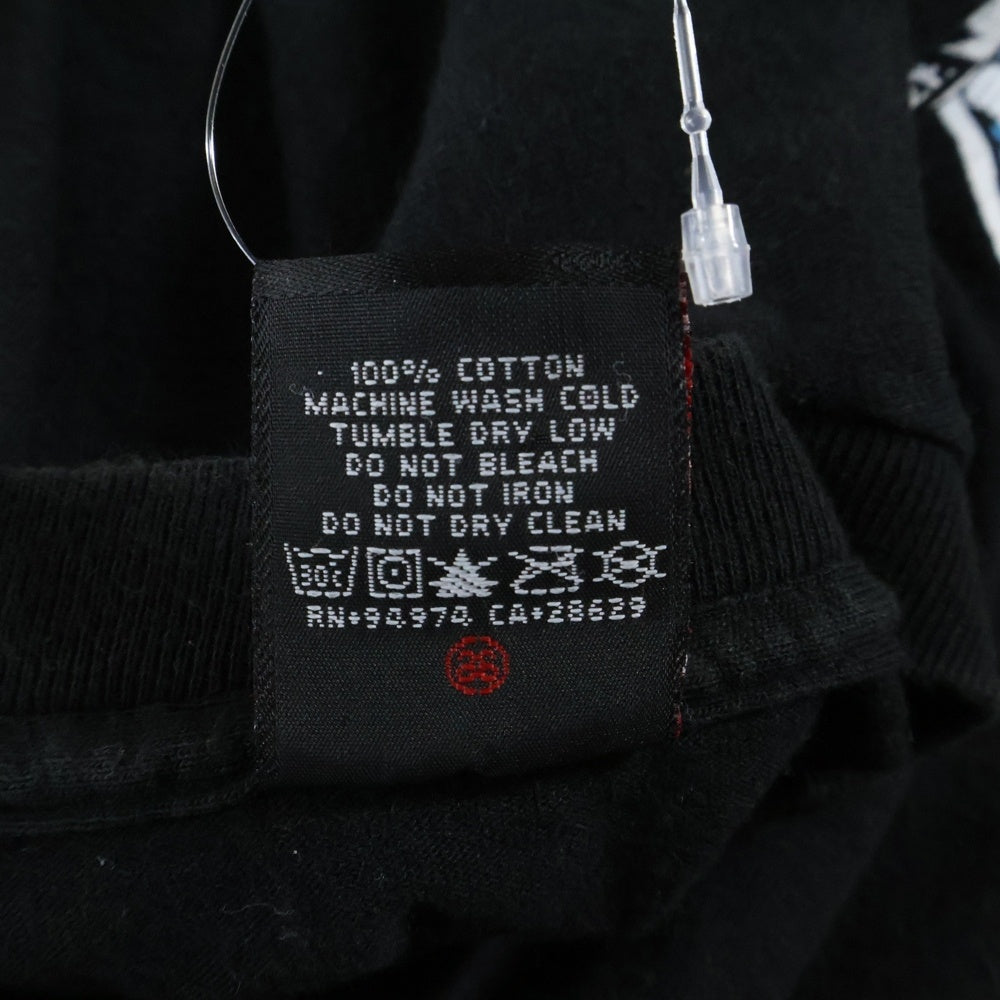 100% COTTON
MACHINE WASH COLD
TUMBLE DRY LOW
DO NOT BLEACH
DO NOT IRON
DO NOT DRY CLEAN
30C
RN+94974 CA+28629